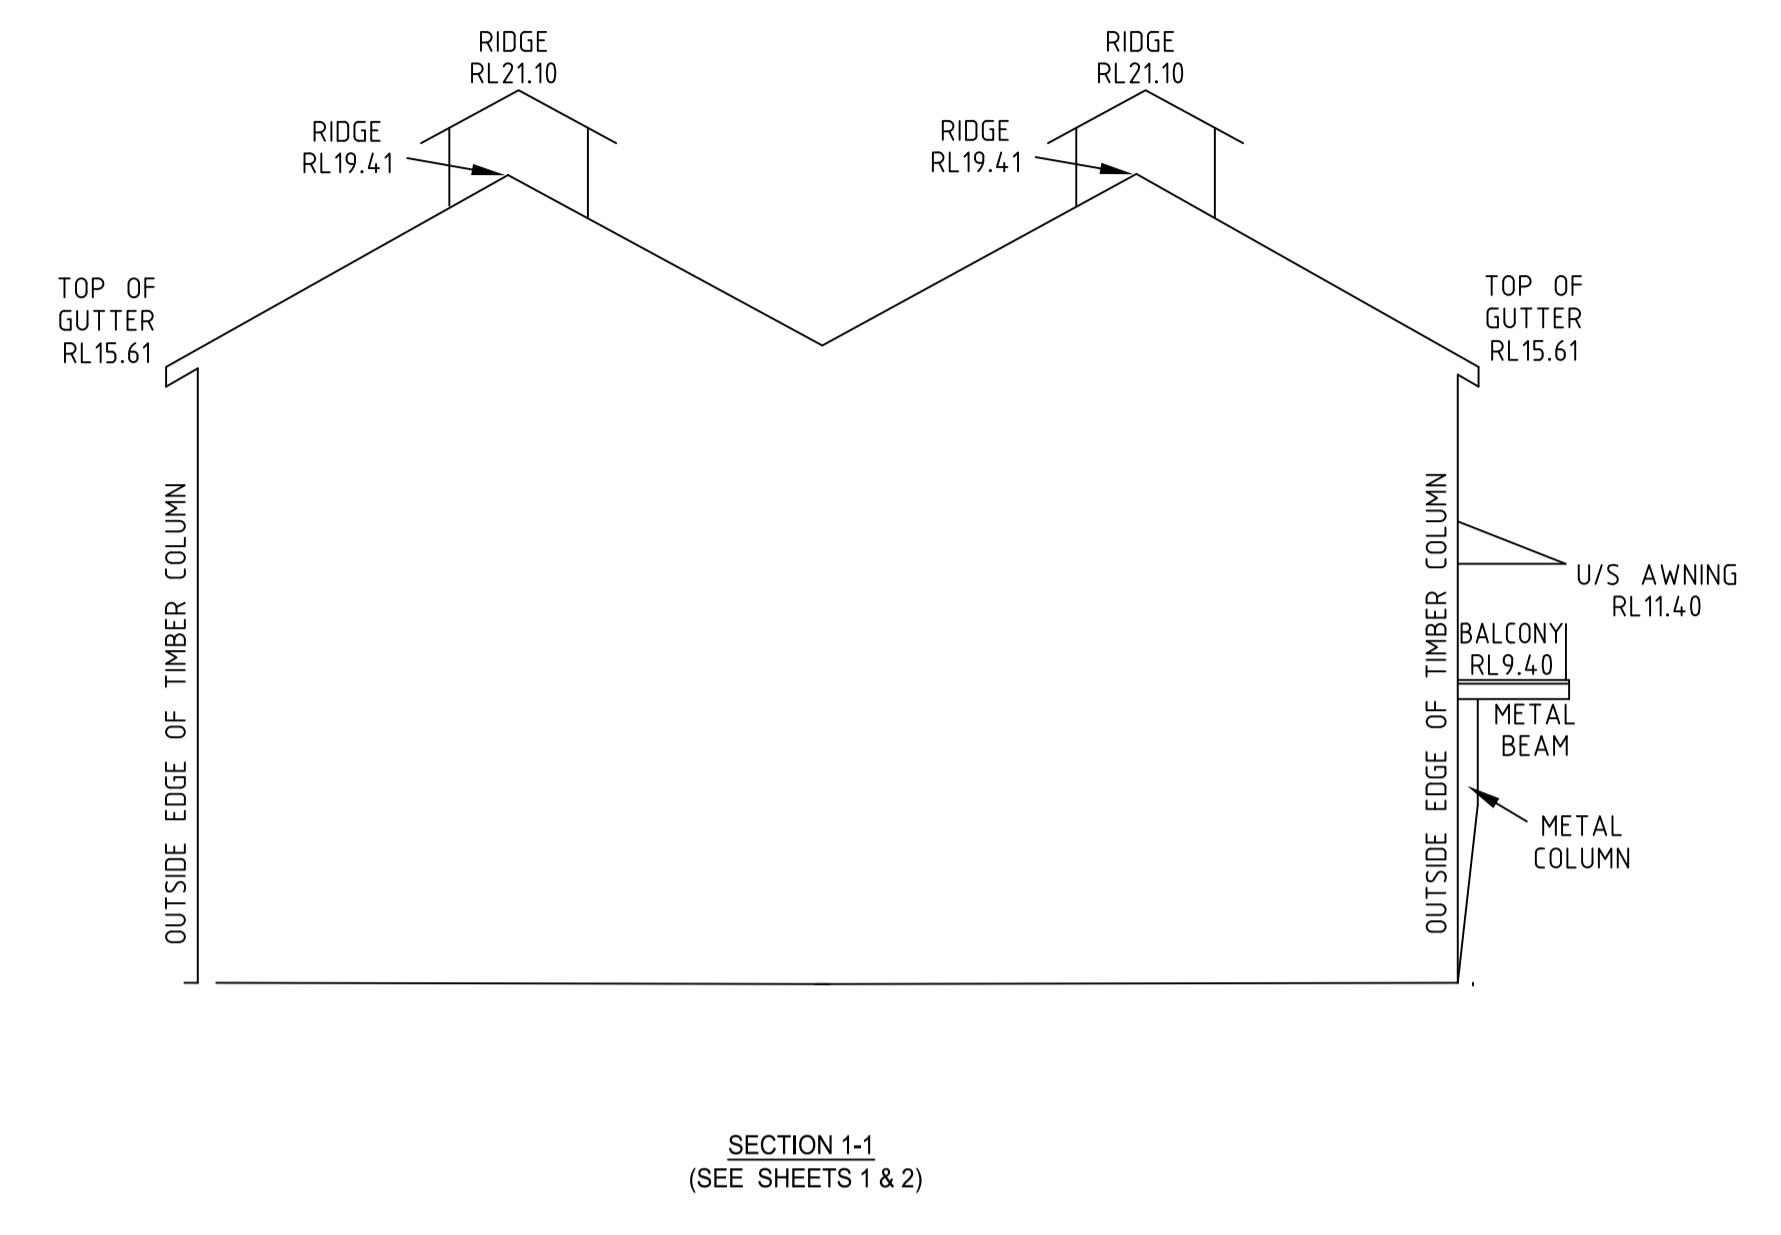 RIDGE
RL21.10
RIDGE
RL21.10
RIDGE
RL19.41
RIDGE
RL19.41
TOP OF
GUTTER
RL15.61
TOP OF
GUTTER
RL15.61
OUTSIDE EDGE OF TIMBER COLUMN
OUTSIDE EDGE OF TIMBER COLUMN
U/S AWNING
RL11.40
BALCONY
RL9.40
METAL
BEAM
METAL
COLUMN
SECTION 1-1
(SEE SHEETS 1 & 2)